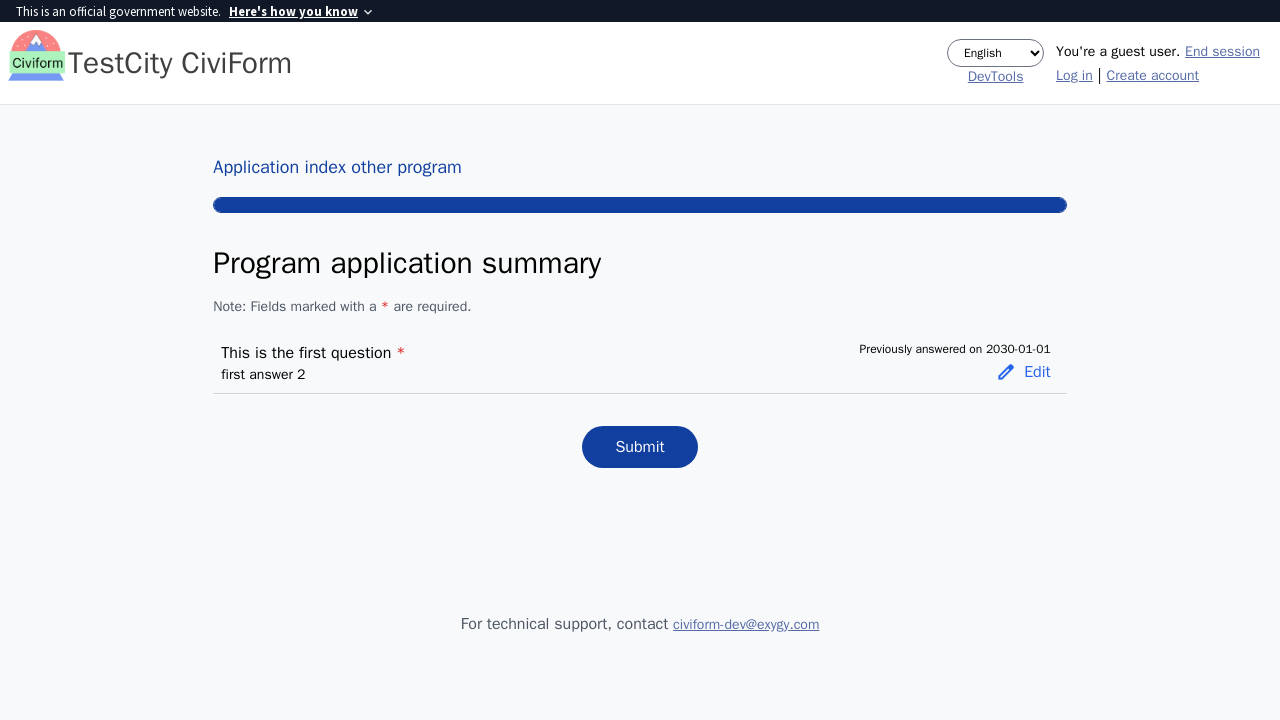 This is an official government website. Here's how you know
Civiform
TestCity CiviForm
English
DevTools
You're a guest user. End session
Log in | Create account
Application index other program
Program application summary
Note: Fields marked with a * are required.
This is the first question *
first answer 2
Previously answered on 2030-01-01
Edit
Submit
For technical support, contact civiform-dev@exygy.com